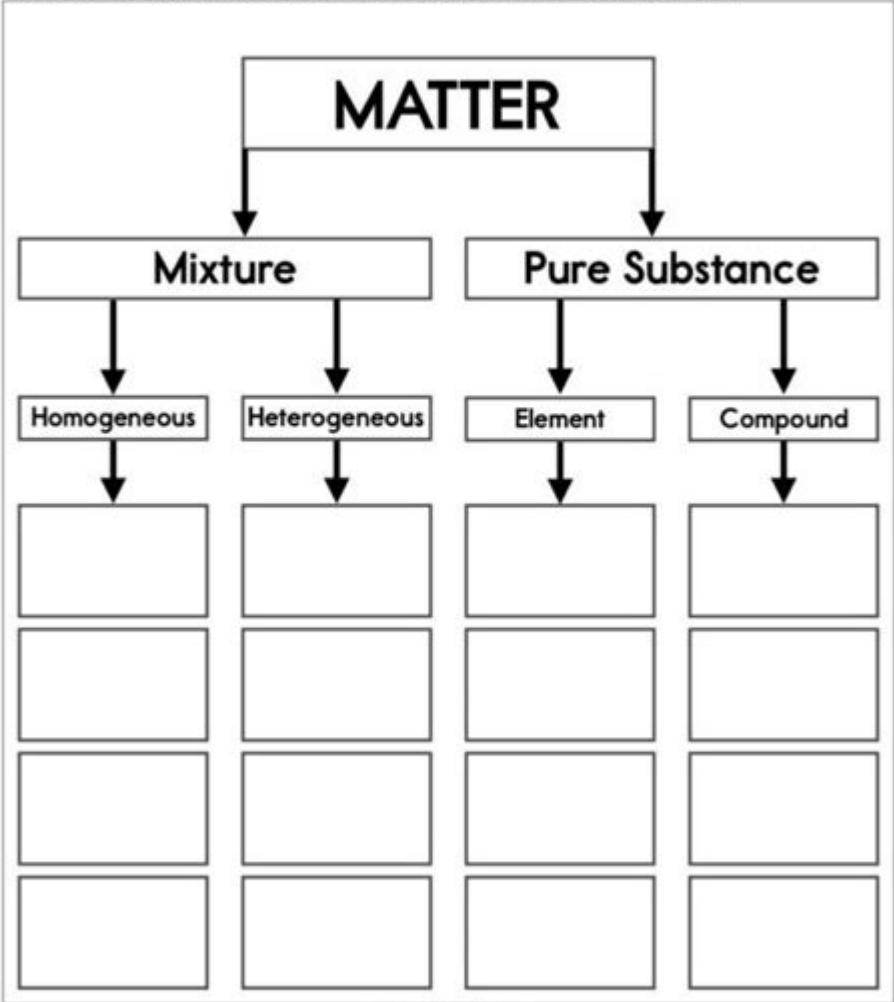 MATTER
Mixture
Pure Substance
Homogeneous
Heterogeneous
Element
Compound